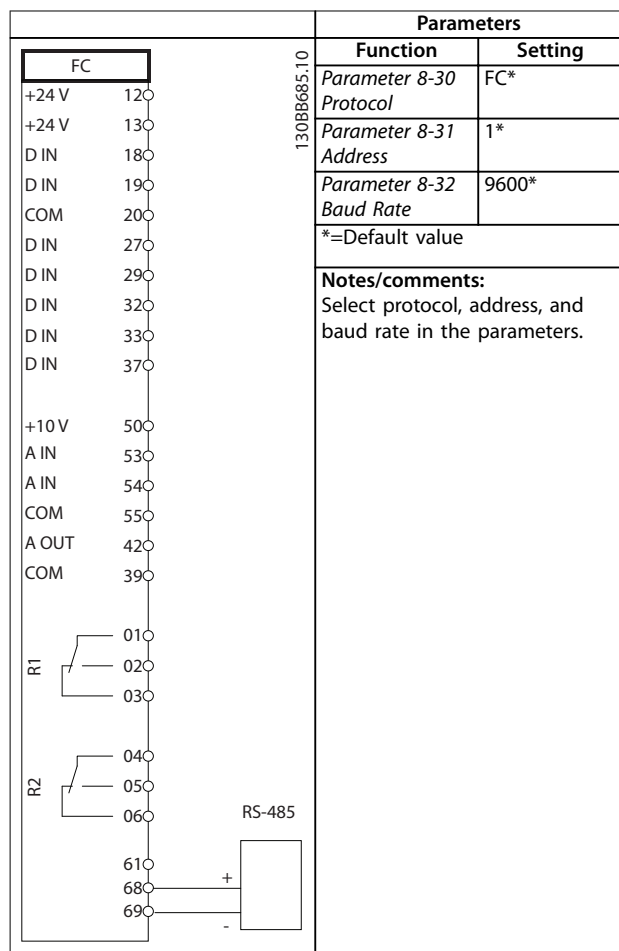 FC
+24 V 12
+24 V 13
D IN 18
D IN 19
COM 20
D IN 27
D IN 29
D IN 32
D IN 33
D IN 37
+10 V 50
A IN 53
A IN 54
COM 55
A OUT 42
COM 39
R1
01
02
03
R2
04
05
06
RS-485
61
68 +
69 -
130BB685.10
Parameters
Function Setting
Parameter 8-30 FC*
Protocol
Parameter 8-31 1*
Address
Parameter 8-32 9600*
Baud Rate
*=Default value
Notes/comments:
Select protocol, address, and
baud rate in the parameters.